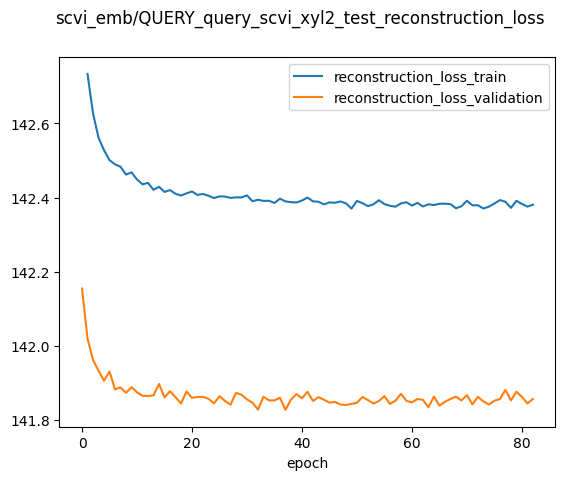 scvi_emb/QUERY_query_scvi_xyl2_test_reconstruction_loss
reconstruction_loss_train
reconstruction_loss_validation
142.6
142.4
142.2
142.0
141.8
0 20 40 60 80
epoch